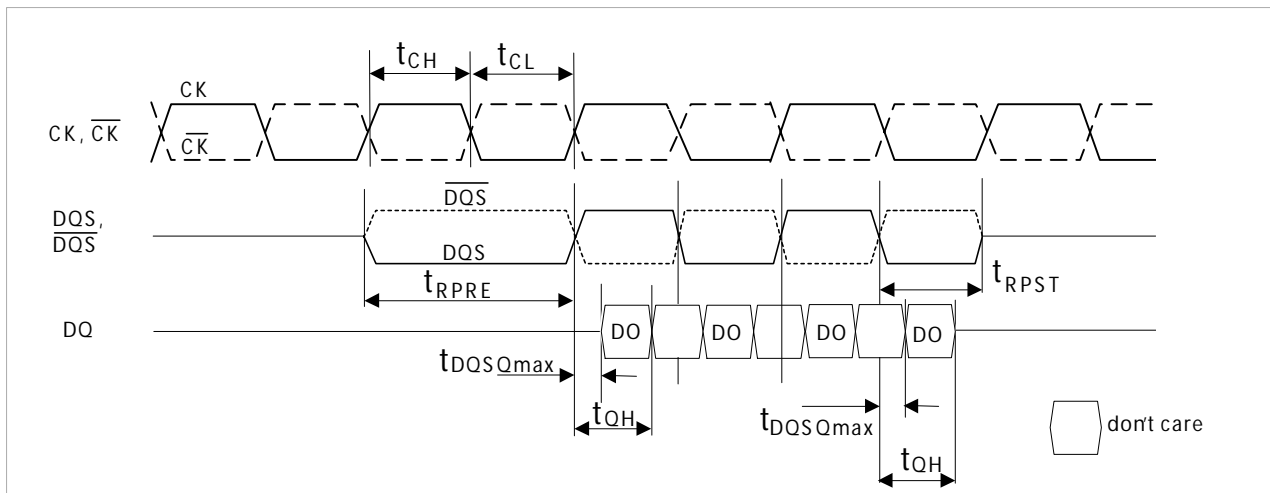 tCH tCL
CK
CK, CK
CK
DQS
DQS,
DQS
DQS
tRPRE
tRPST
DQ
DO DO DO DO
tDQSQmax
tQH
tDQSQmax
don't care
tQH